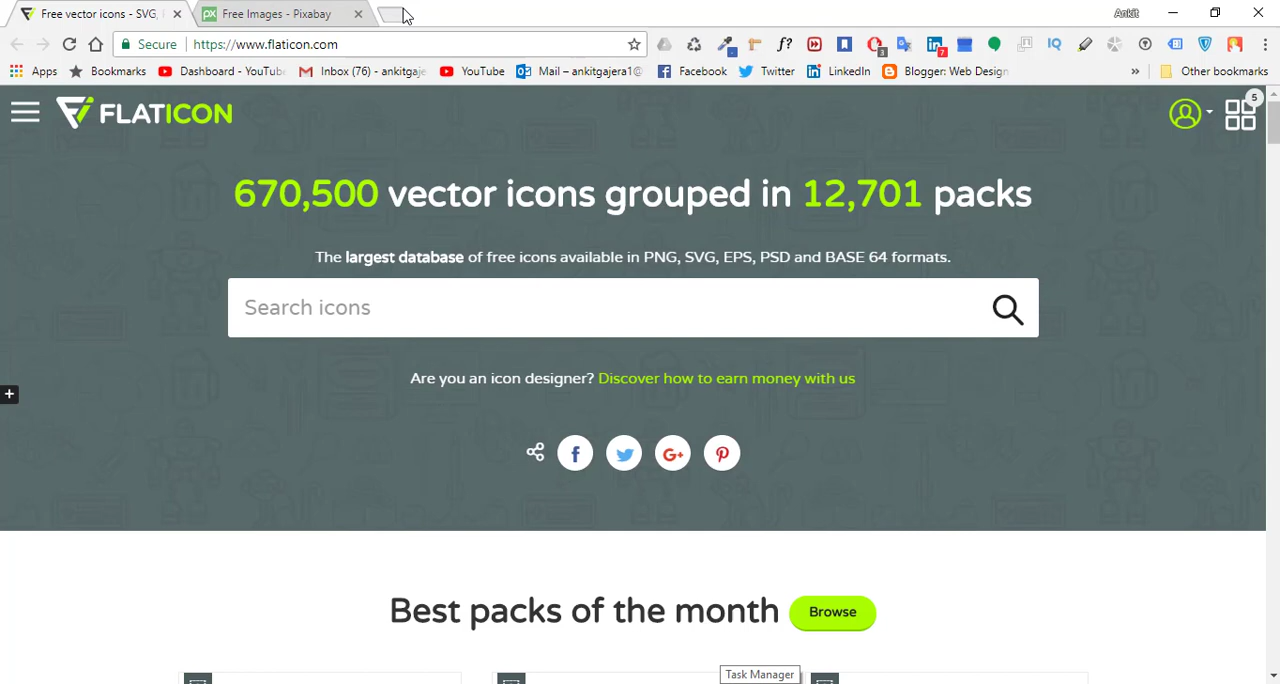 Free vector icons - SVG, Free Images - Pixabay Ankit
Secure https://www.flaticon.com
Apps Bookmarks Dashboard - YouTube Inbox (76) - ankitgaje YouTube Mail – ankitgajera1@ Facebook Twitter LinkedIn Blogger: Web Design » Other bookmarks
FLATICON 5
670,500 vector icons grouped in 12,701 packs
The largest database of free icons available in PNG, SVG, EPS, PSD and BASE 64 formats.
Search icons
Are you an icon designer? Discover how to earn money with us
Best packs of the month Browse
Task Manager